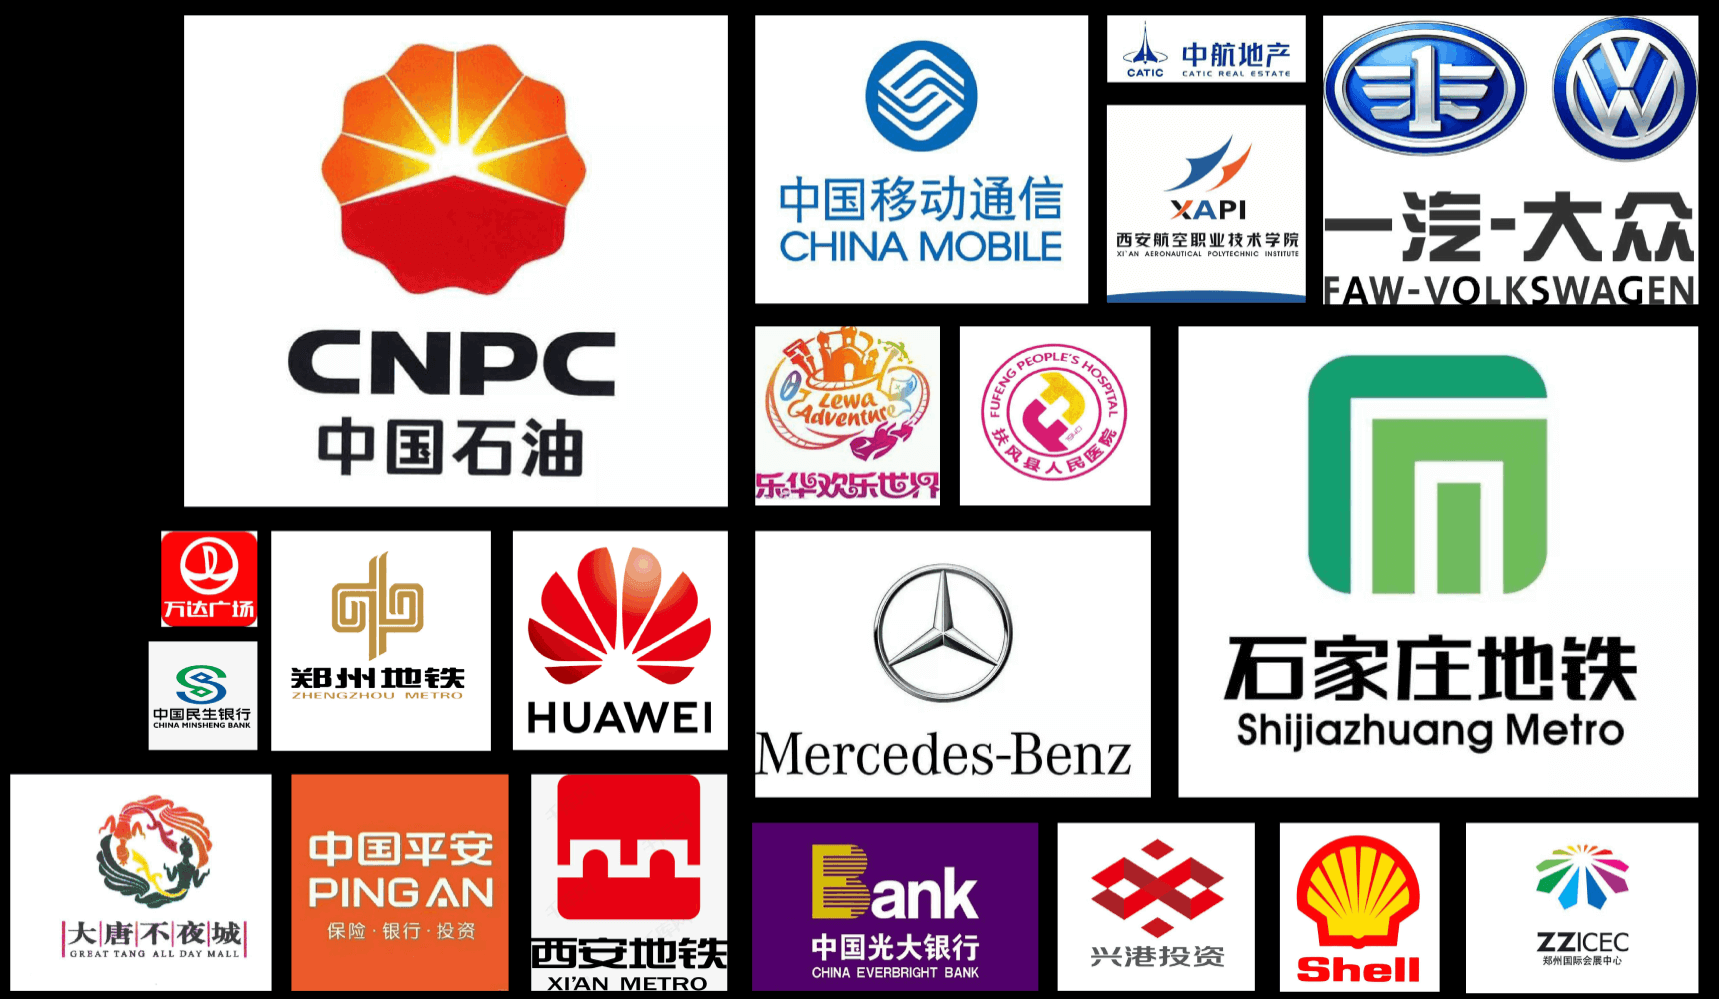 CNPC
中国石油
中国移动通信
CHINA MOBILE
CATIC
中航地产
CATIC REAL ESTATE
XAPI
西安航空职业技术学院
XI'AN AERONAUTICAL POLYTECHNIC INSTITUTE
一汽-大众
FAW-VOLKSWAGEN
Lewa
Adventure
乐华欢乐世界
FUFENG PEOPLE'S HOSPITAL
扶风县人民医院
石家庄地铁
Shijiazhuang Metro
万达广场
中国民生银行
CHINA MINSHENG BANK
郑州地铁
ZHENGZHOU METRO
HUAWEI
Mercedes-Benz
大唐不夜城
GREAT TANG ALL DAY MALL
中国平安
PING AN
保险·银行·投资
西安地铁
XI'AN METRO
Bank
中国光大银行
CHINA EVERBRIGHT BANK
兴港投资
Shell
ZZICEC
郑州国际会展中心